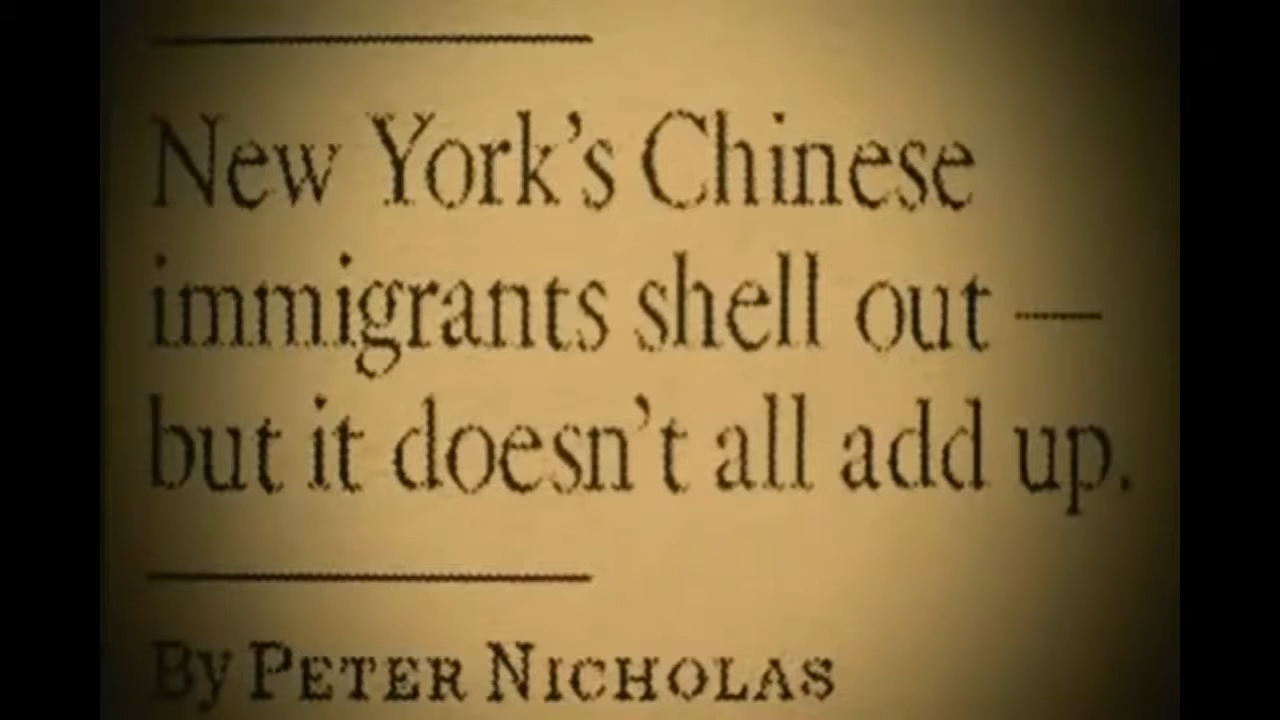 New York's Chinese
immigrants shell out —
but it doesn't all add up.
By PETER NICHOLAS